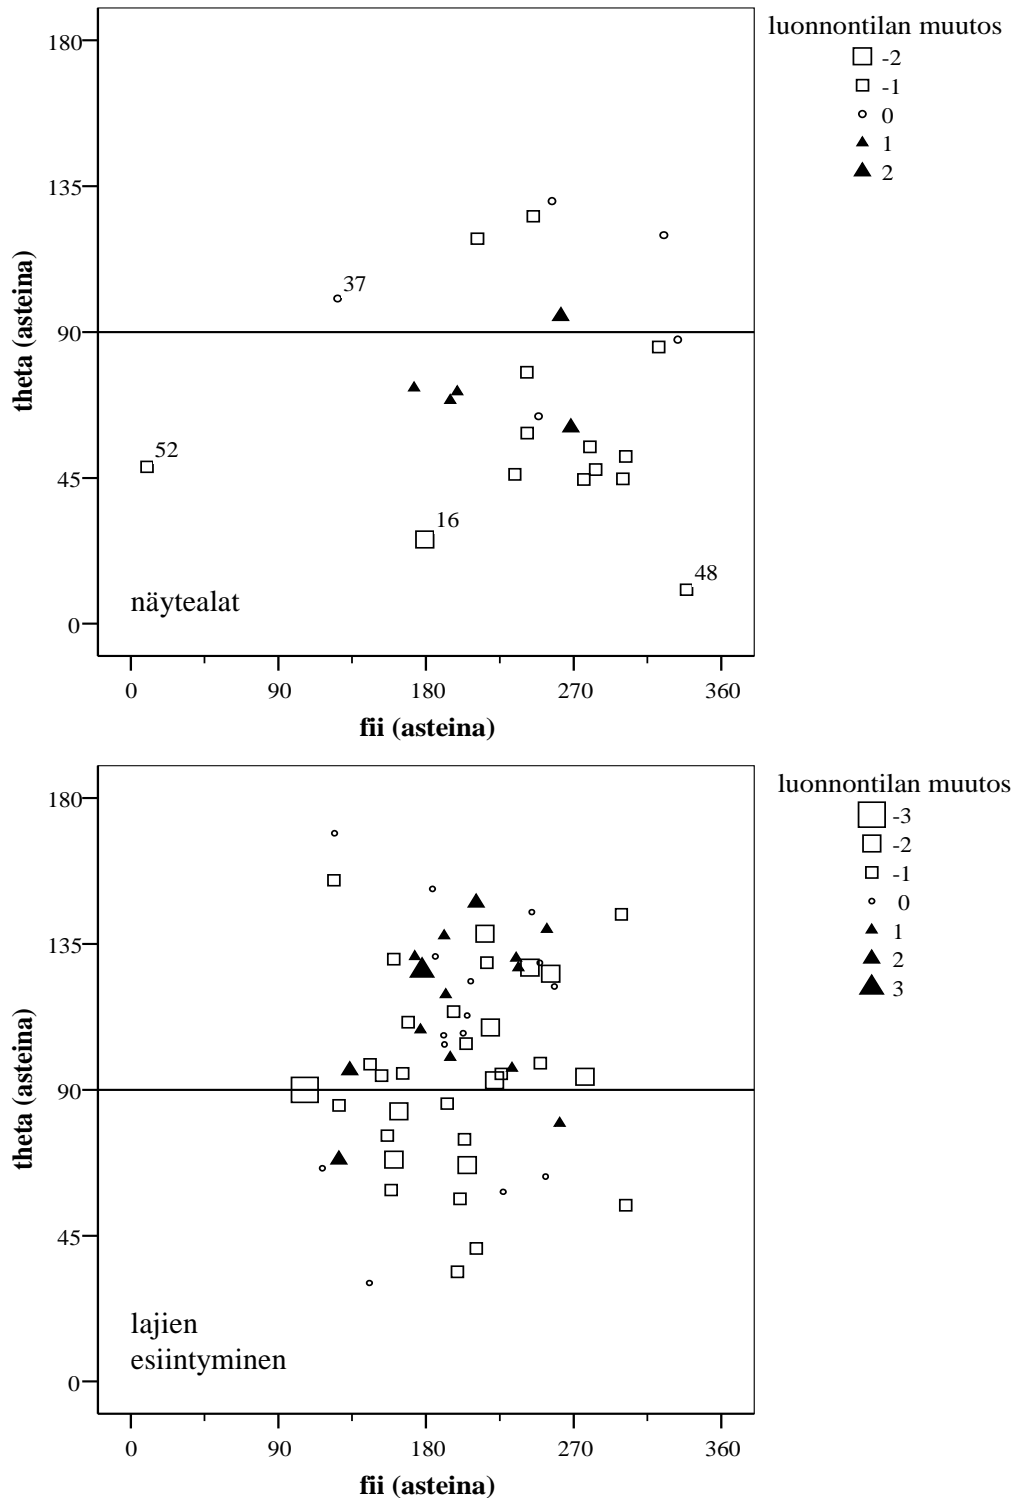 luonnontilan muutos
-2
-1
0
1
2
180
135
90
45
0
theta (asteina)
37
52
16
48
näytealat
0 90 180 270 360
fii (asteina)
luonnontilan muutos
-3
-2
-1
0
1
2
3
180
135
90
45
0
theta (asteina)
lajien
esiintyminen
0 90 180 270 360
fii (asteina)